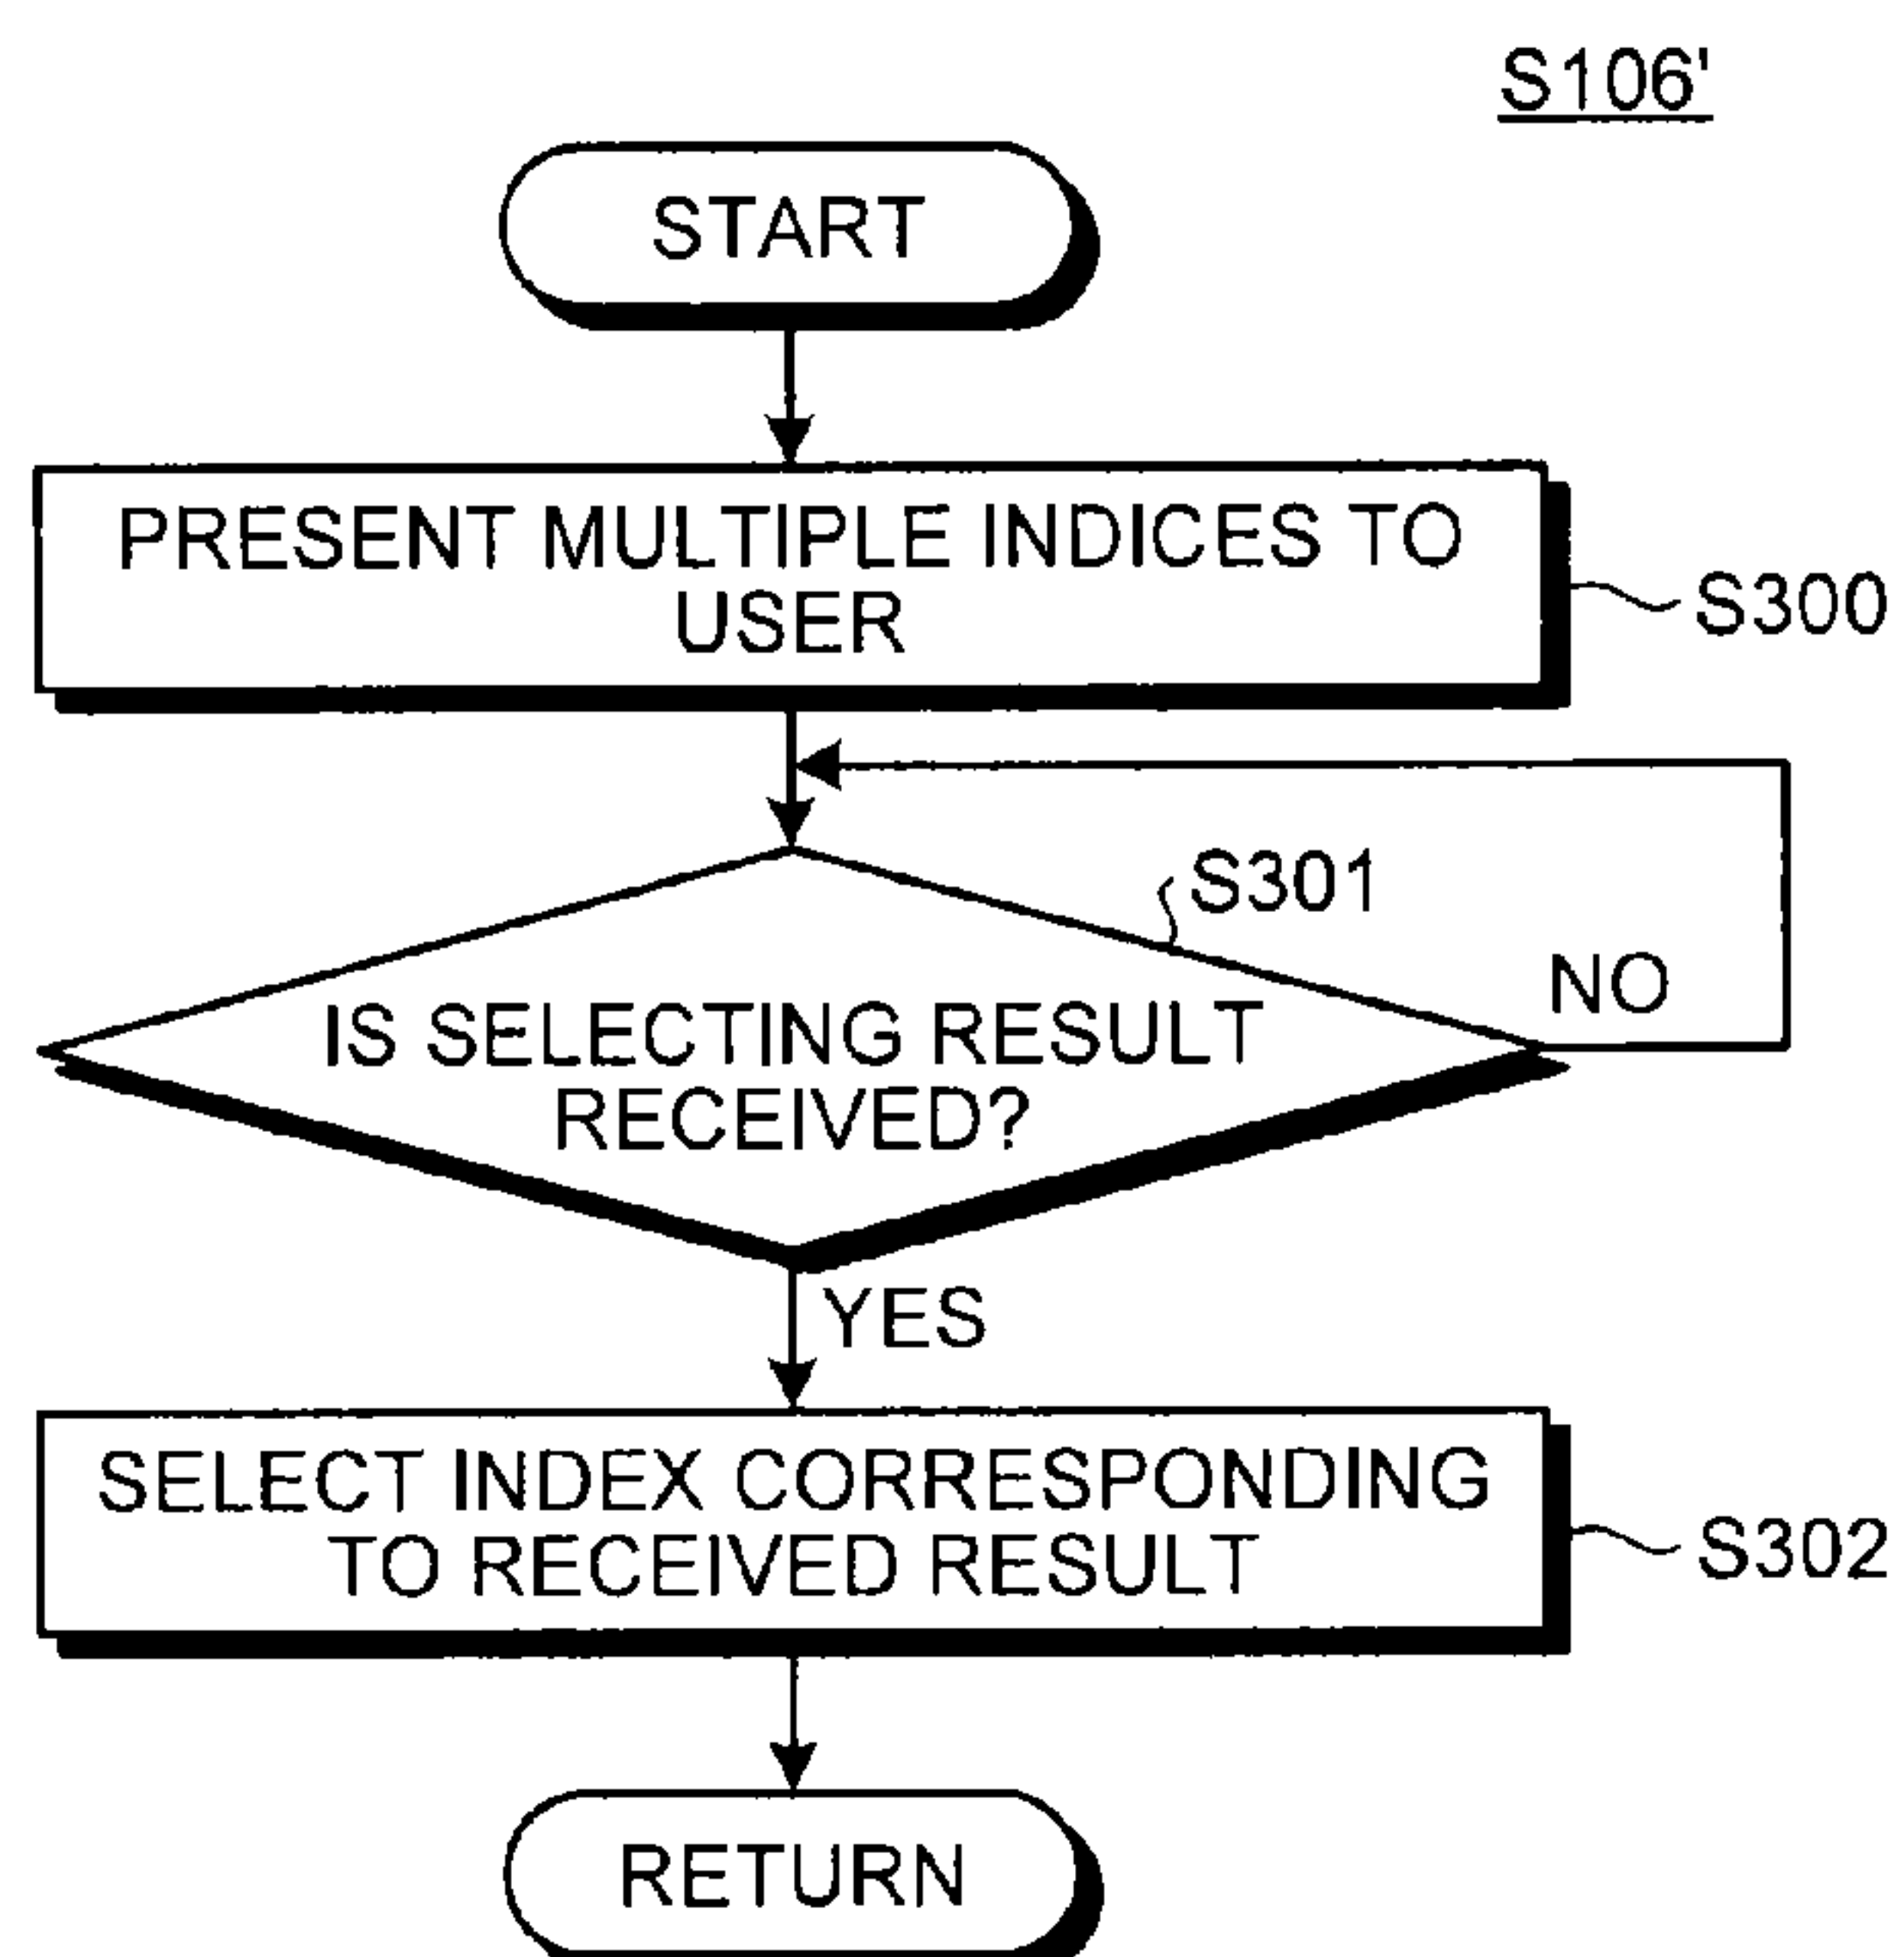 S106'
START
PRESENT MULTIPLE INDICES TO
USER
S300
S301
NO
IS SELECTING RESULT
RECEIVED?
YES
SELECT INDEX CORRESPONDING
TO RECEIVED RESULT
S302
RETURN